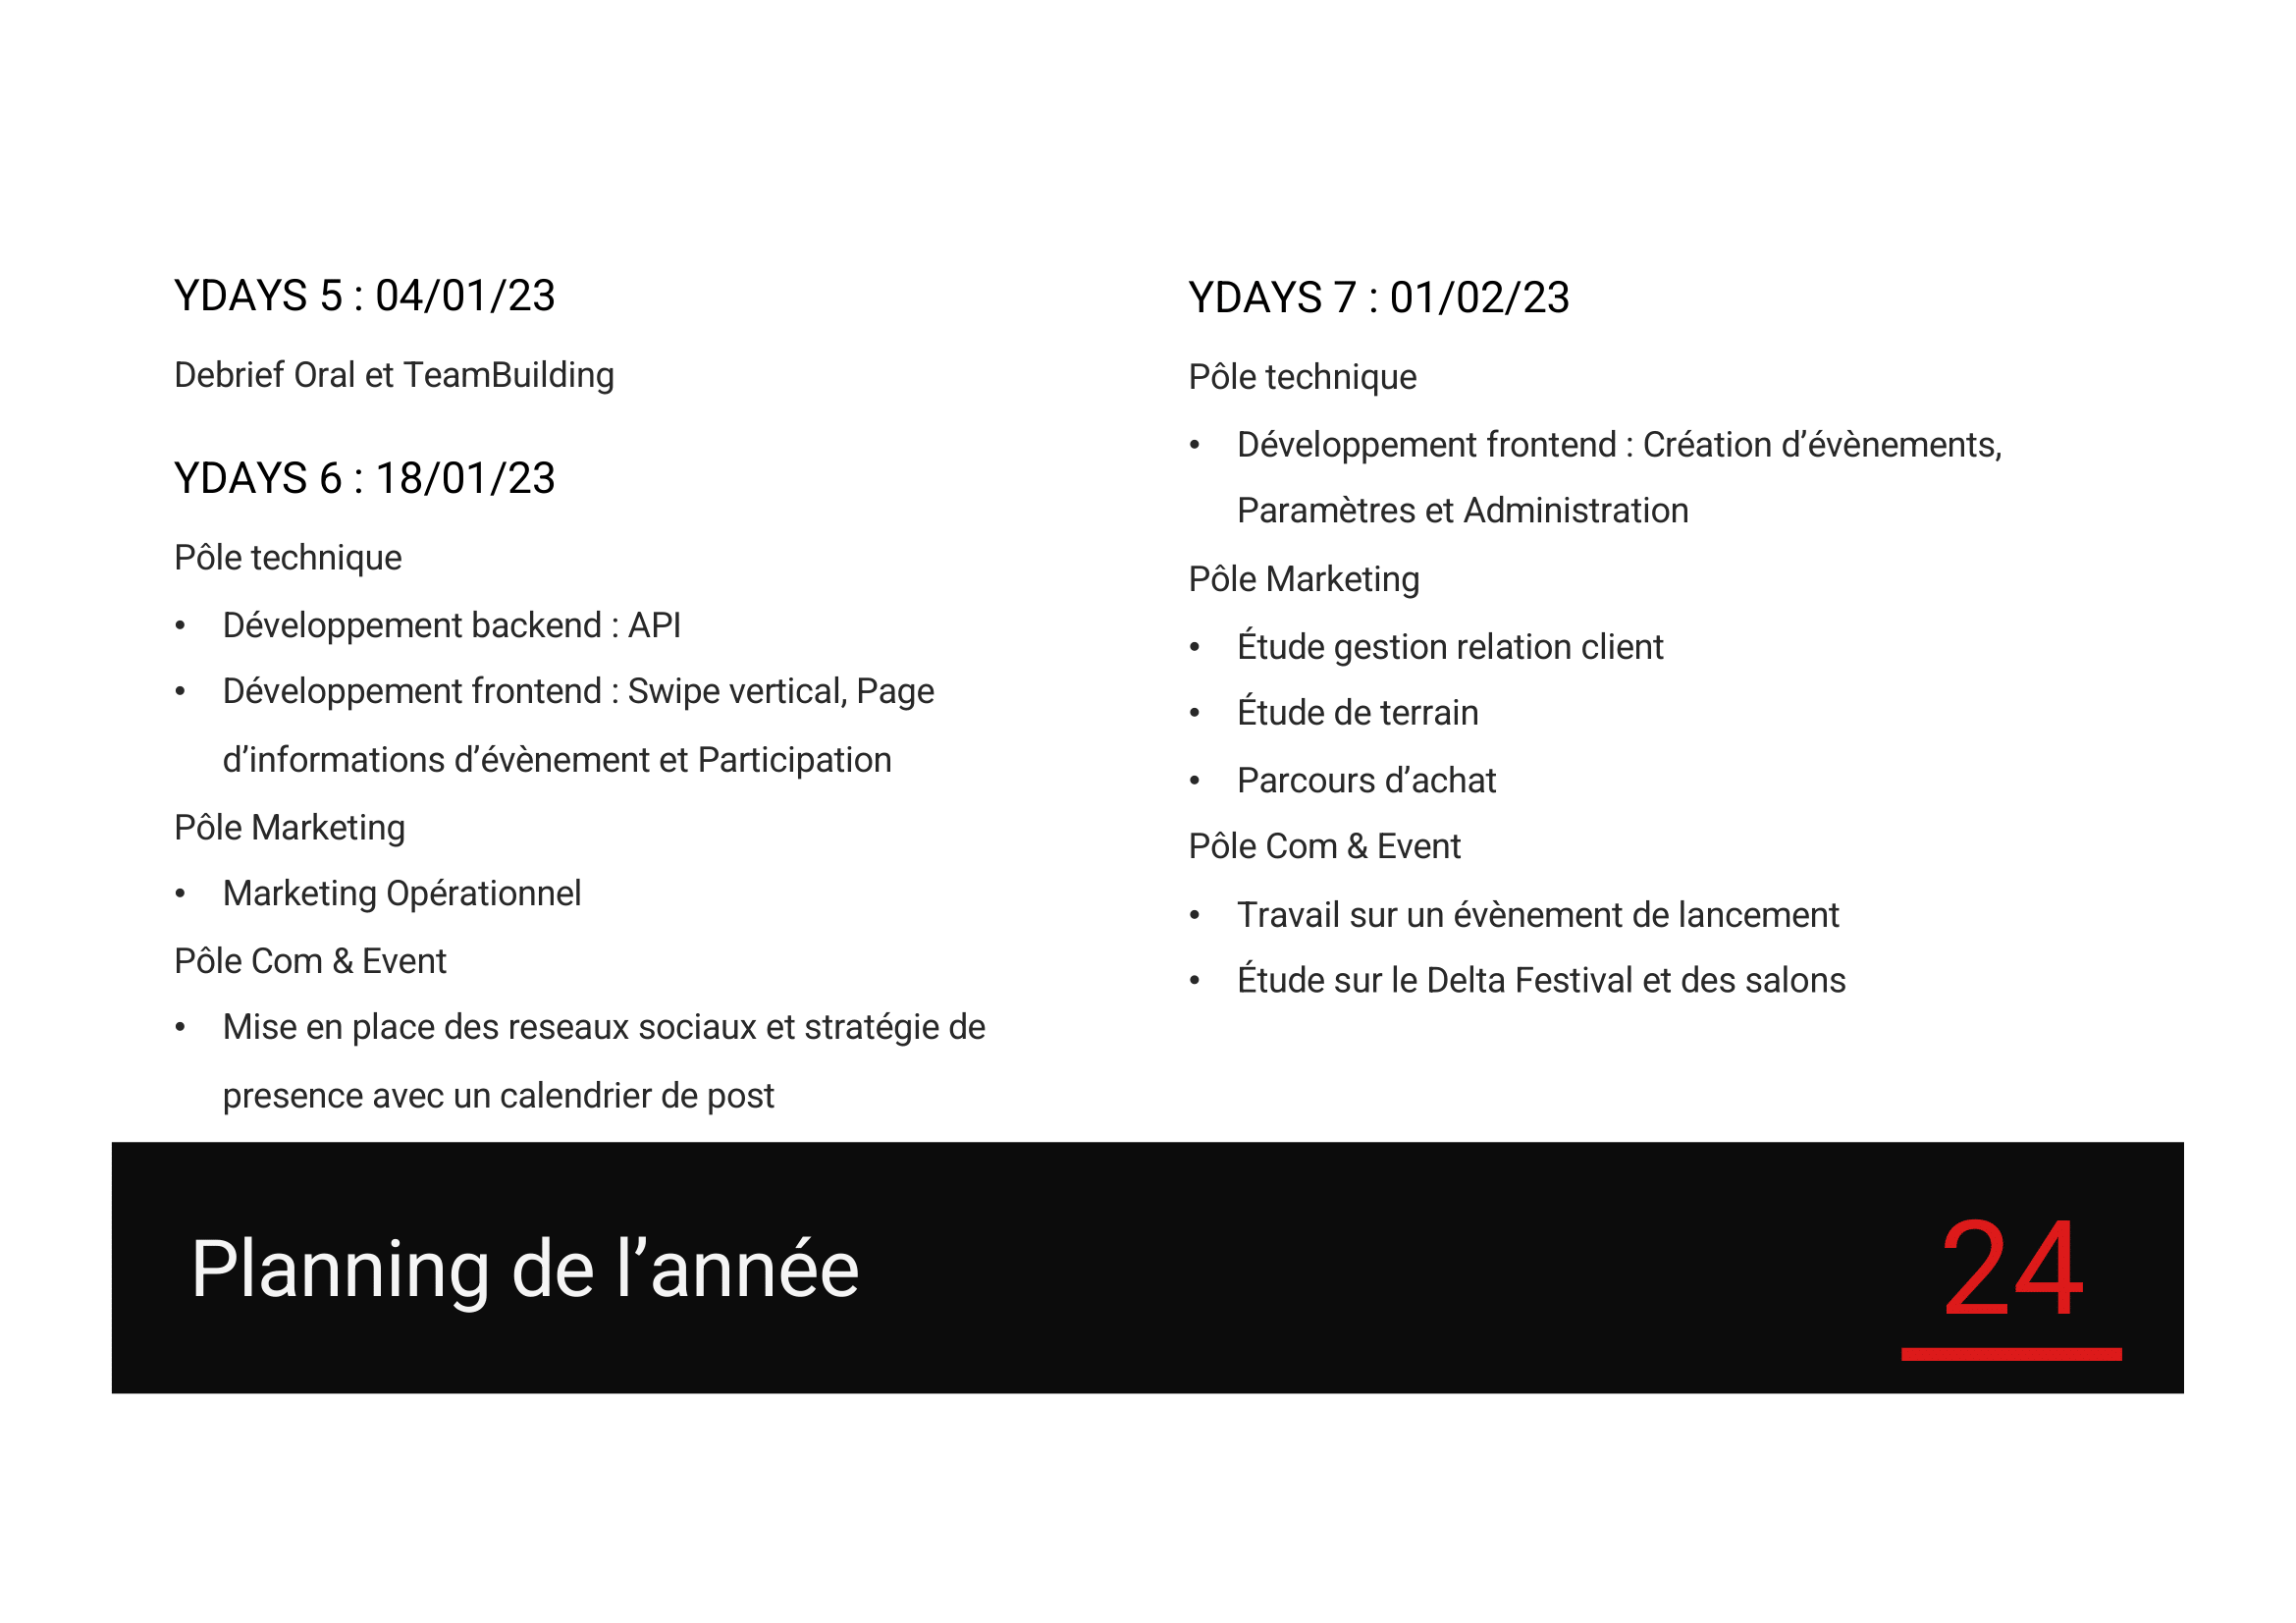 YDAYS 5 : 04/01/23
Debrief Oral et TeamBuilding
YDAYS 6 : 18/01/23
Pôle technique
• Développement backend : API
• Développement frontend : Swipe vertical, Page
d’informations d’évènement et Participation
Pôle Marketing
• Marketing Opérationnel
Pôle Com & Event
• Mise en place des reseaux sociaux et stratégie de
presence avec un calendrier de post
YDAYS 7 : 01/02/23
Pôle technique
• Développement frontend : Création d’évènements,
Paramètres et Administration
Pôle Marketing
• Étude gestion relation client
• Étude de terrain
• Parcours d’achat
Pôle Com & Event
• Travail sur un évènement de lancement
• Étude sur le Delta Festival et des salons
Planning de l’année
24